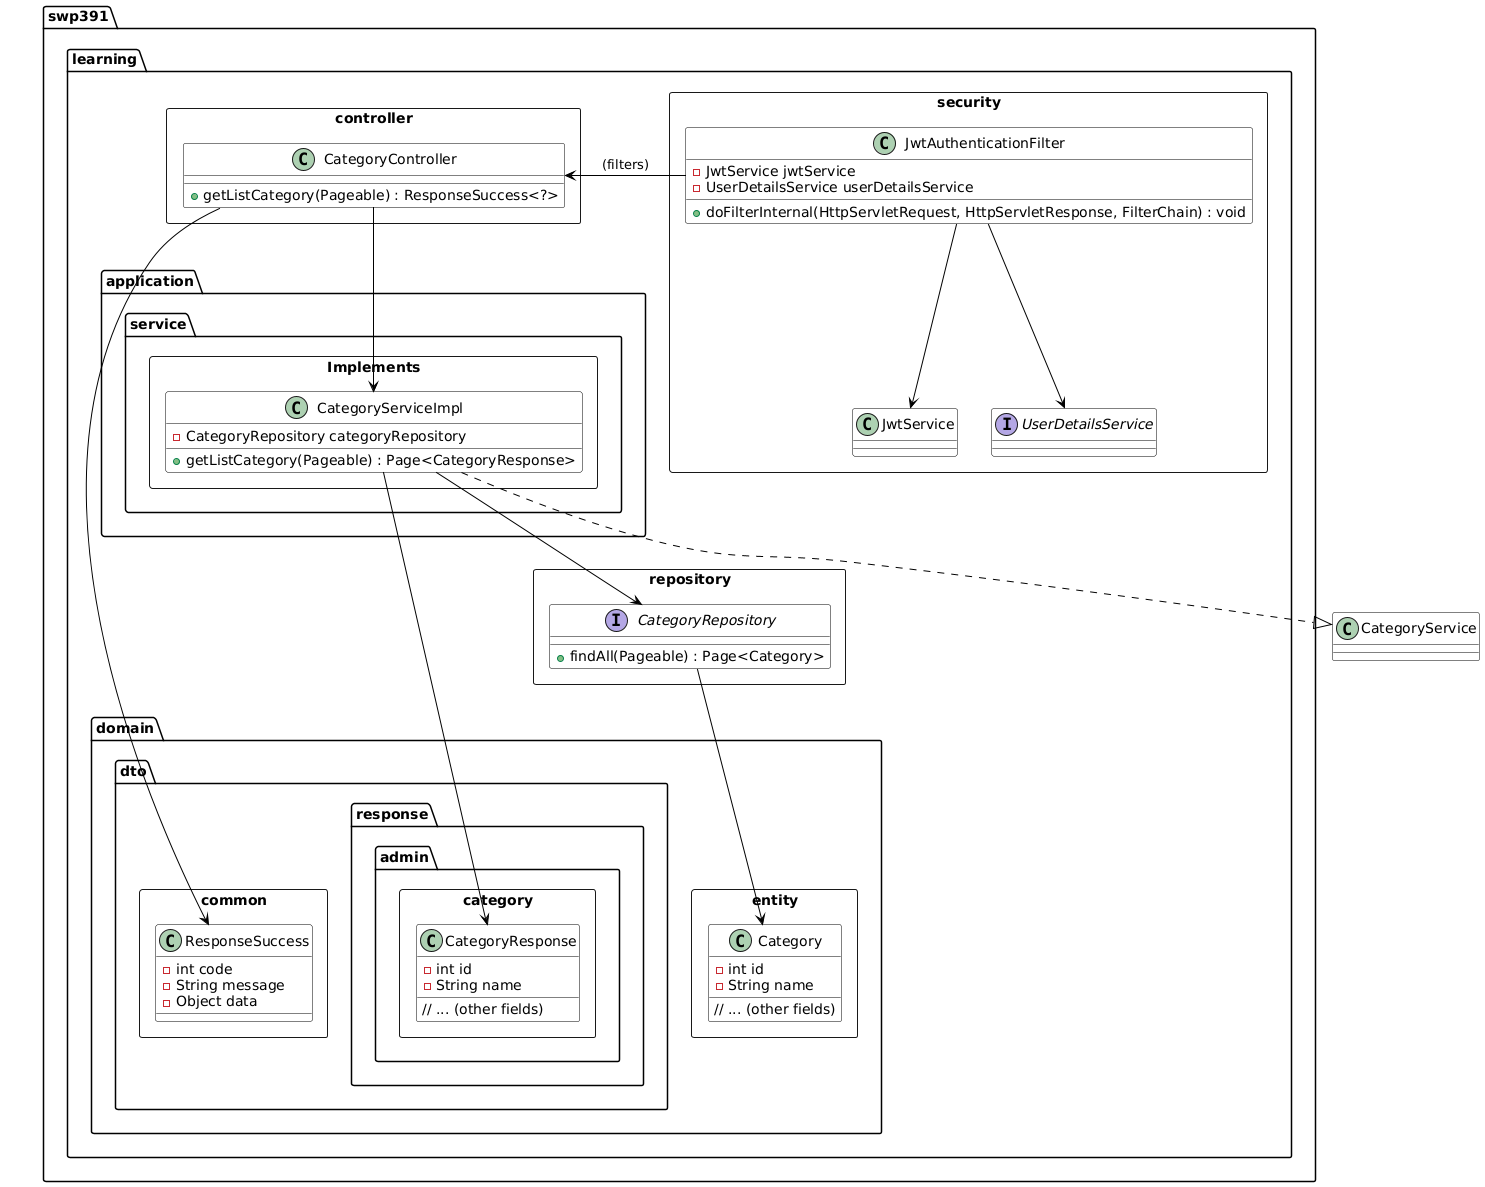 swp391
learning
controller
C CategoryController
getListCategory(Pageable) : ResponseSuccess<?>
(filters)
security
C JwtAuthenticationFilter
JwtService jwtService
UserDetailsService userDetailsService
doFilterInternal(HttpServletRequest, HttpServletResponse, FilterChain) : void
C JwtService
I UserDetailsService
application
service
Implements
C CategoryServiceImpl
CategoryRepository categoryRepository
getListCategory(Pageable) : Page<CategoryResponse>
repository
I CategoryRepository
findAll(Pageable) : Page<Category>
C CategoryService
domain
dto
common
C ResponseSuccess
int code
String message
Object data
response
admin
category
C CategoryResponse
int id
String name
// ... (other fields)
entity
C Category
int id
String name
// ... (other fields)